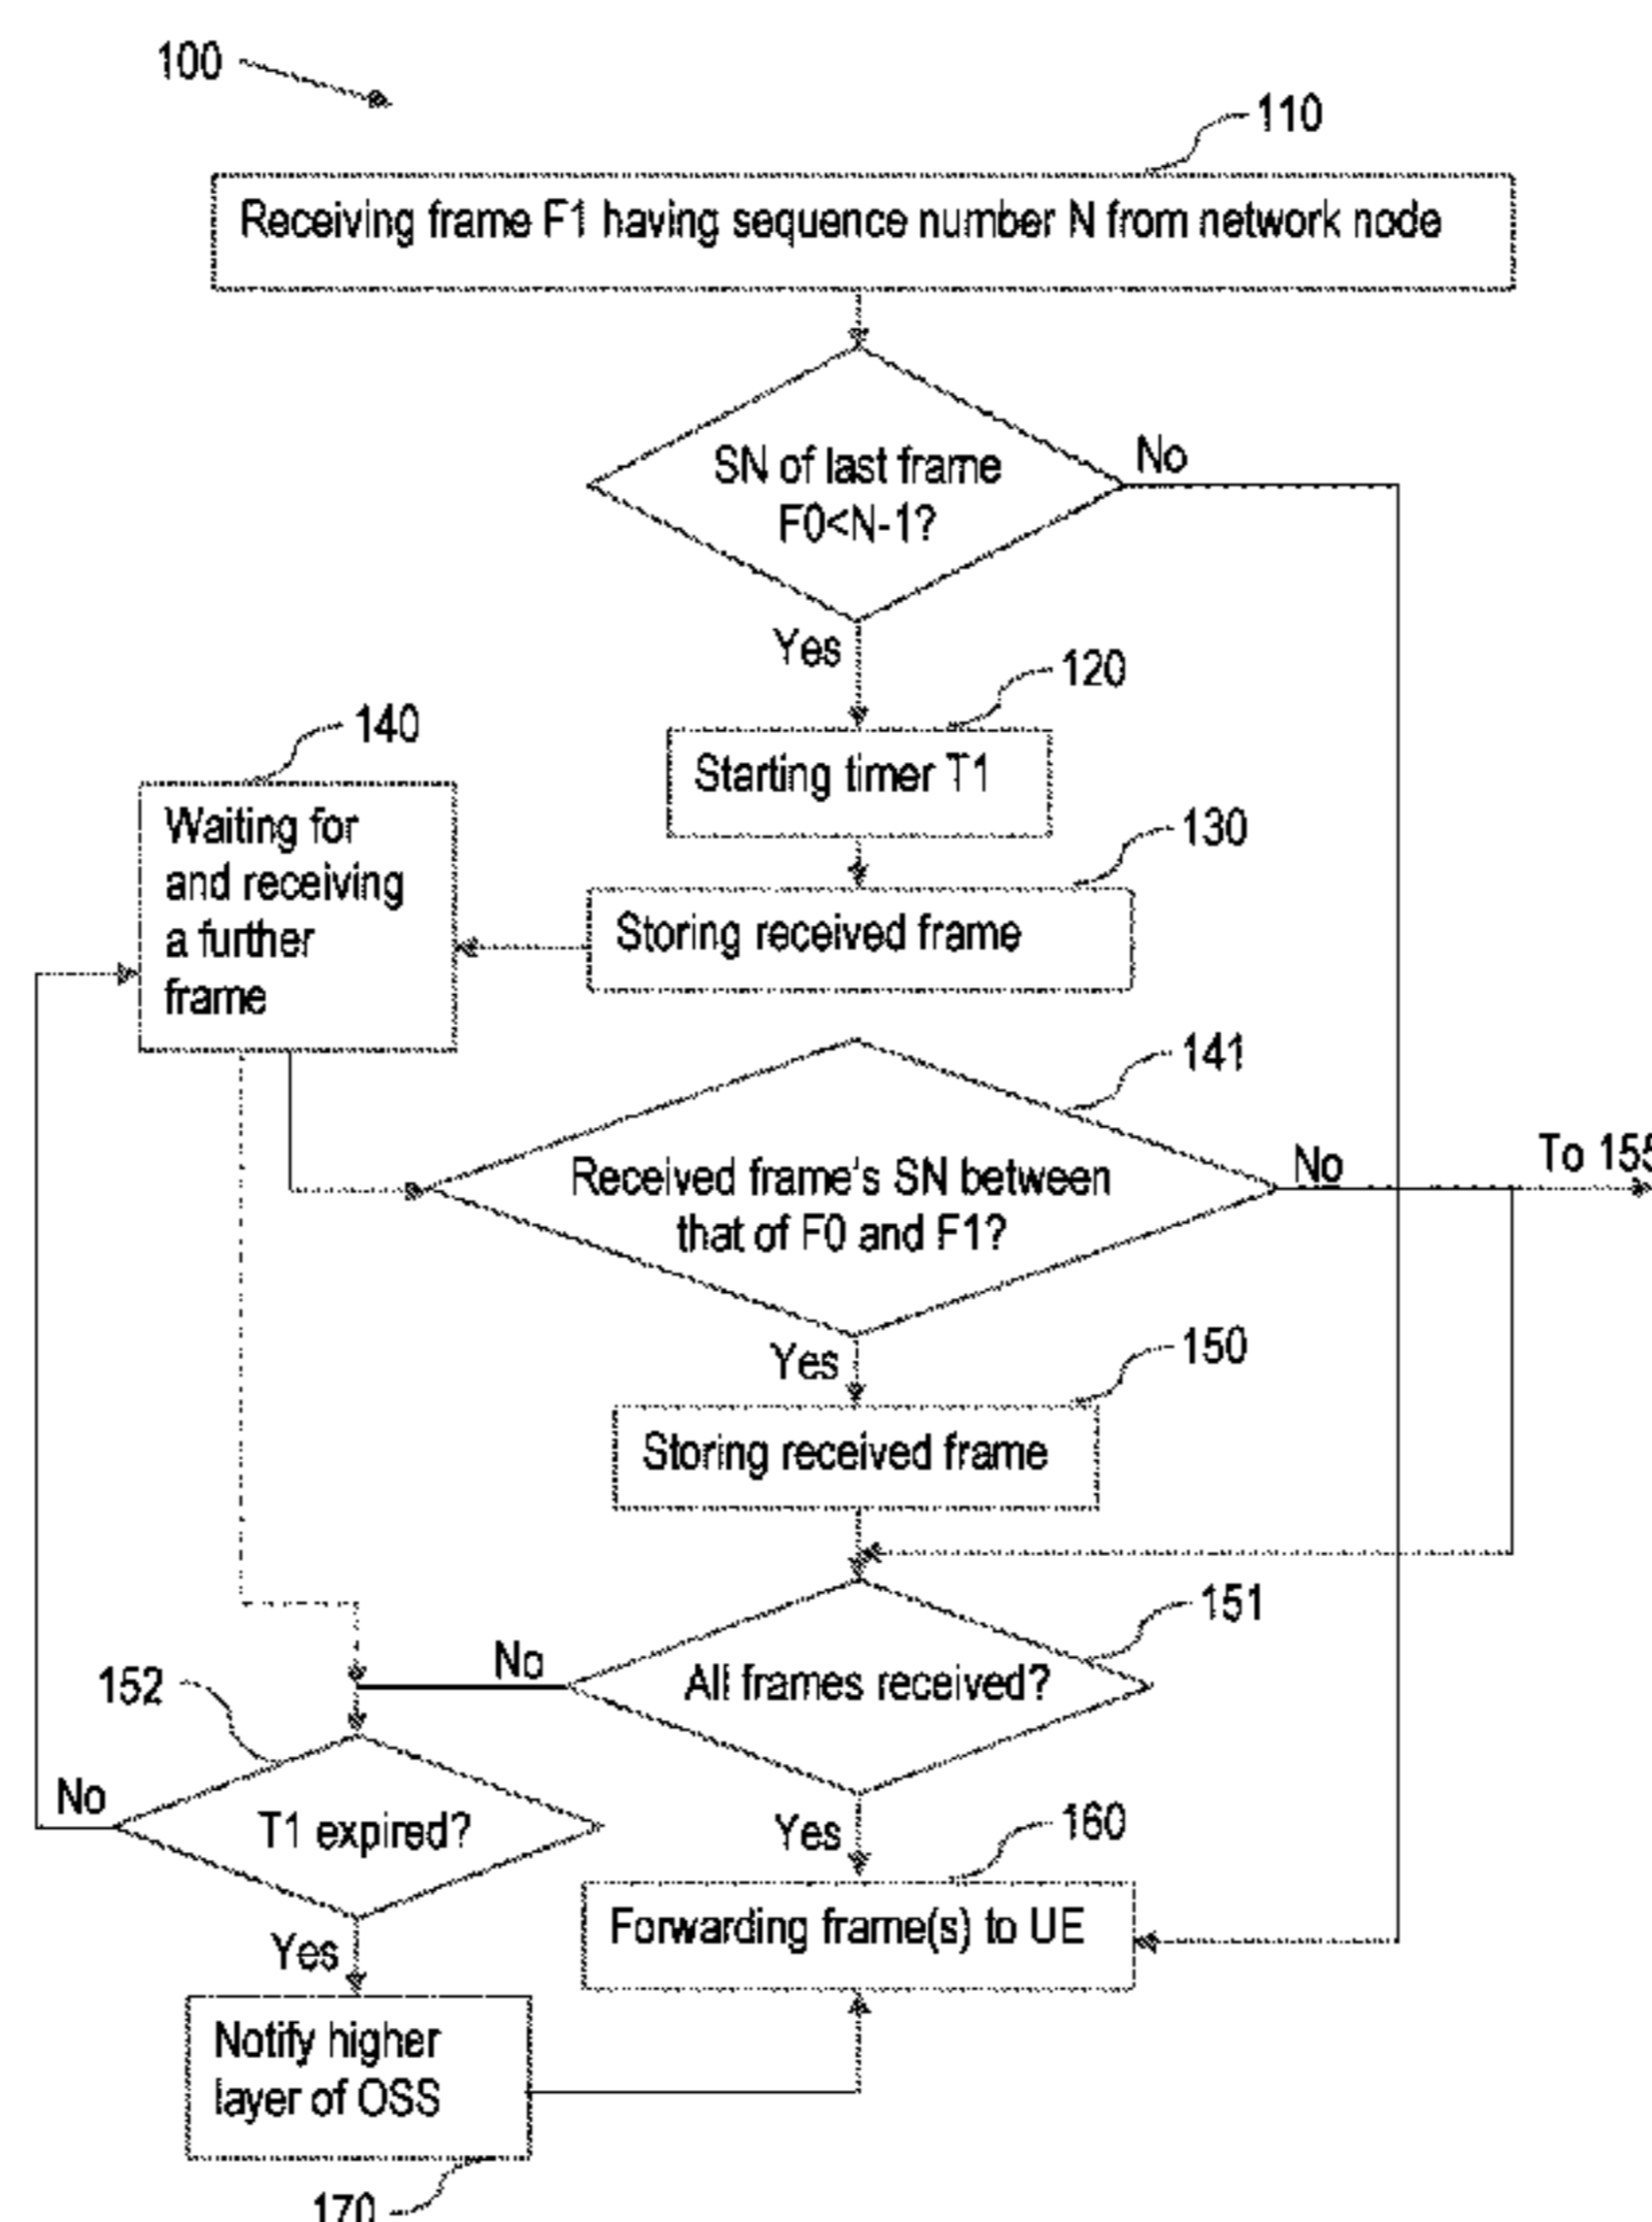 100
110
Receiving frame F1 having sequence number N from network node
SN of last frame
F0<N-1?
No
Yes
120
Starting timer T1
140
Waiting for
and receiving
a further
frame
130
Storing received frame
141
Received frame's SN between
that of F0 and F1?
No
To 155
Yes
150
Storing received frame
151
All frames received?
No
152
T1 expired?
No
Yes
160
Forwarding frame(s) to UE
Yes
Notify higher
layer of OSS
170